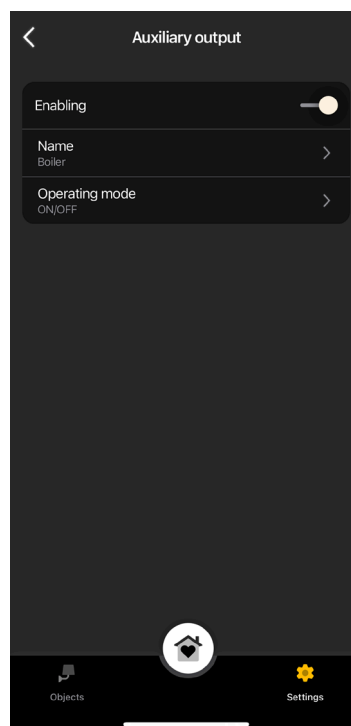 Auxiliary output
Enabling
Name
Boiler
Operating mode
ON/OFF
Objects
Settings